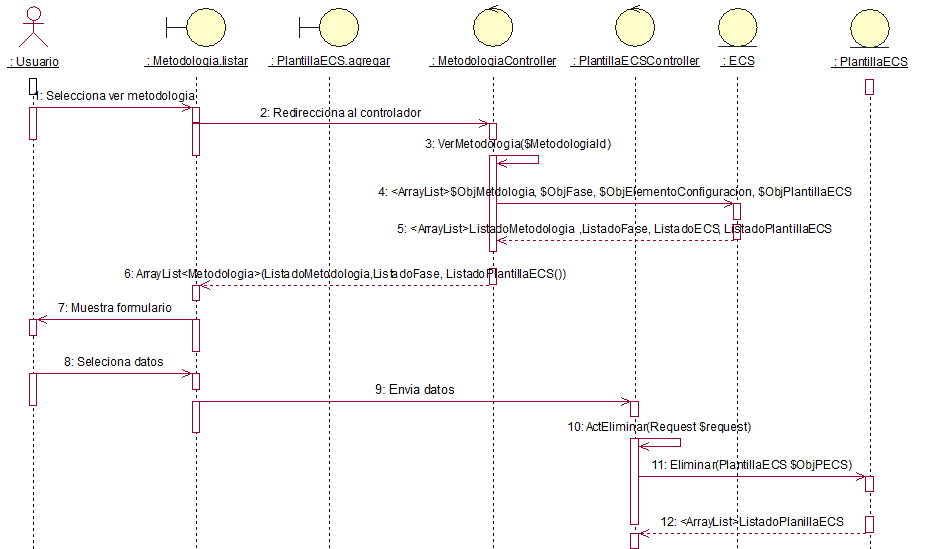 : Usuario
: Metodologia.listar
: PlantillaECS.agregar
: MetodologiaController
: PlantillaECSController
: ECS
: PlantillaECS
1: Selecciona ver metodologia
2: Redirecciona al controlador
3: VerMetodologia($MetodologiaId)
4: <ArrayList>$ObjMetdologia, $ObjFase, $ObjElementoConfiguracion, $ObjPlantillaECS
5: <ArrayList>ListadoMetodologia ,ListadoFase, ListadoECS, ListadoPlantillaECS
6: ArrayList<Metodologia>(ListadoMetodologia,ListadoFase, ListadoPlantillaECS())
7: Muestra formulario
8: Seleciona datos
9: Envia datos
10: ActEliminar(Request $request)
11: Eliminar(PlantillaECS $ObjPECS)
12: <ArrayList>ListadoPlanillaECS